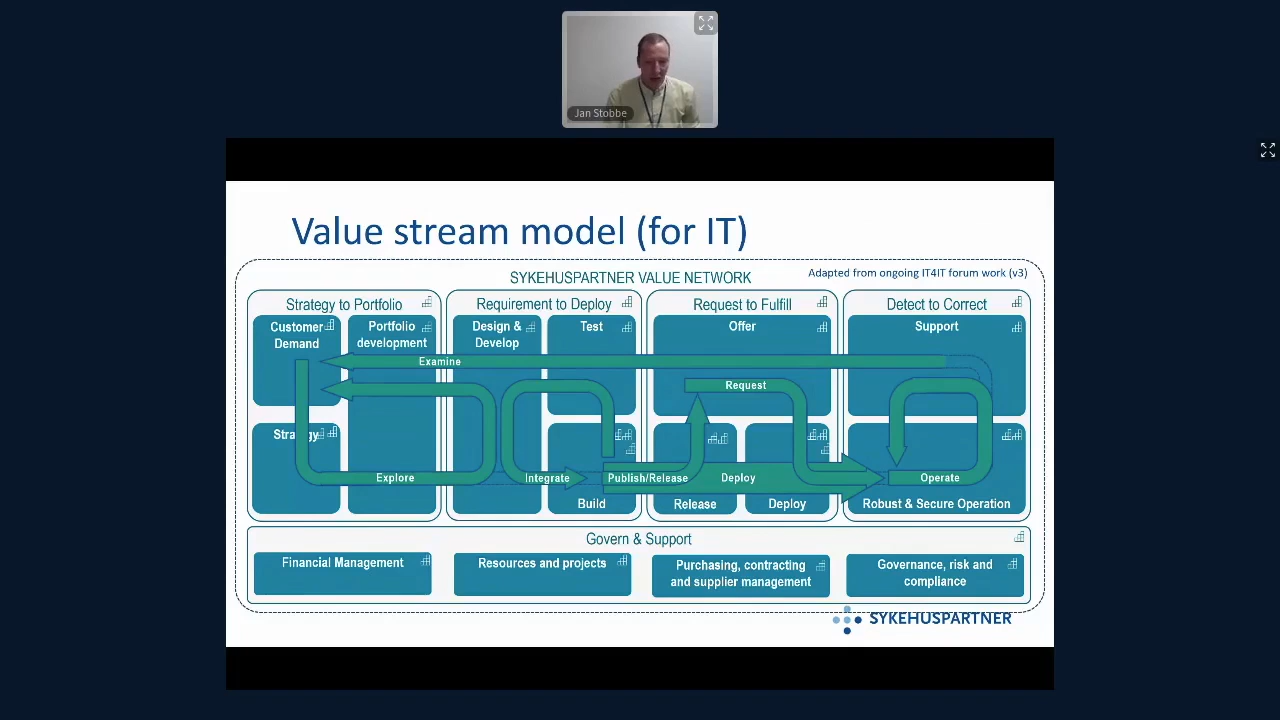 Jan Stobbe
Value stream model (for IT)
SYKEHUSPARTNER VALUE NETWORK
Adapted from ongoing IT4IT forum work (v3)
Strategy to Portfolio
Requirement to Deploy
Request to Fulfill
Detect to Correct
Customer
Demand
Portfolio
development
Design &
Develop
Test
Offer
Support
Examine
Request
Strategy
Explore
Integrate
Publish/Release
Deploy
Operate
Build
Release
Deploy
Robust & Secure Operation
Govern & Support
Financial Management
Resources and projects
Purchasing, contracting
and supplier management
Governance, risk and
compliance
SYKEHUSPARTNER